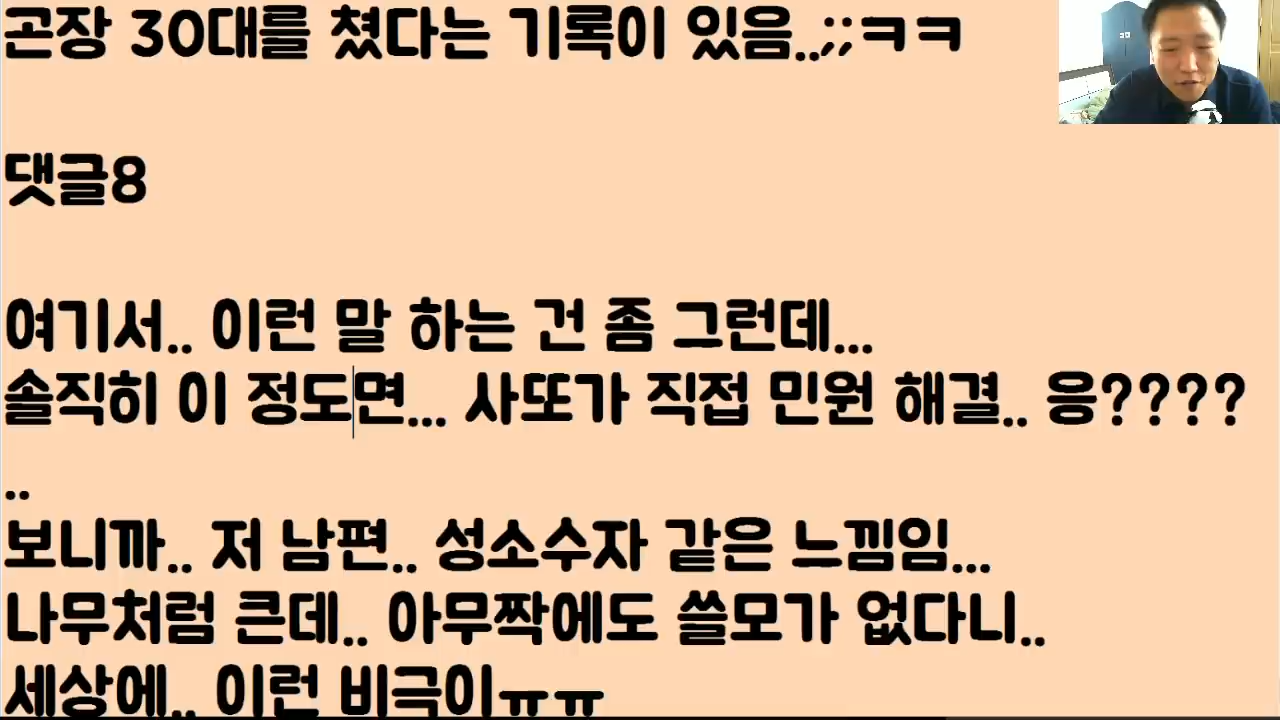 곤장 30대를 쳤다는 기록이 있음..;;ㅋㅋ
댓글8
여기서.. 이런 말 하는 건 좀 그런데...
솔직히 이 정도면... 사또가 직접 민원 해결.. 응????
..
보니까.. 저 남편.. 성소수자 같은 느낌임...
나무처럼 큰데.. 아무짝에도 쓸모가 없다니..
세상에.. 이런 비극이ㅠㅠ